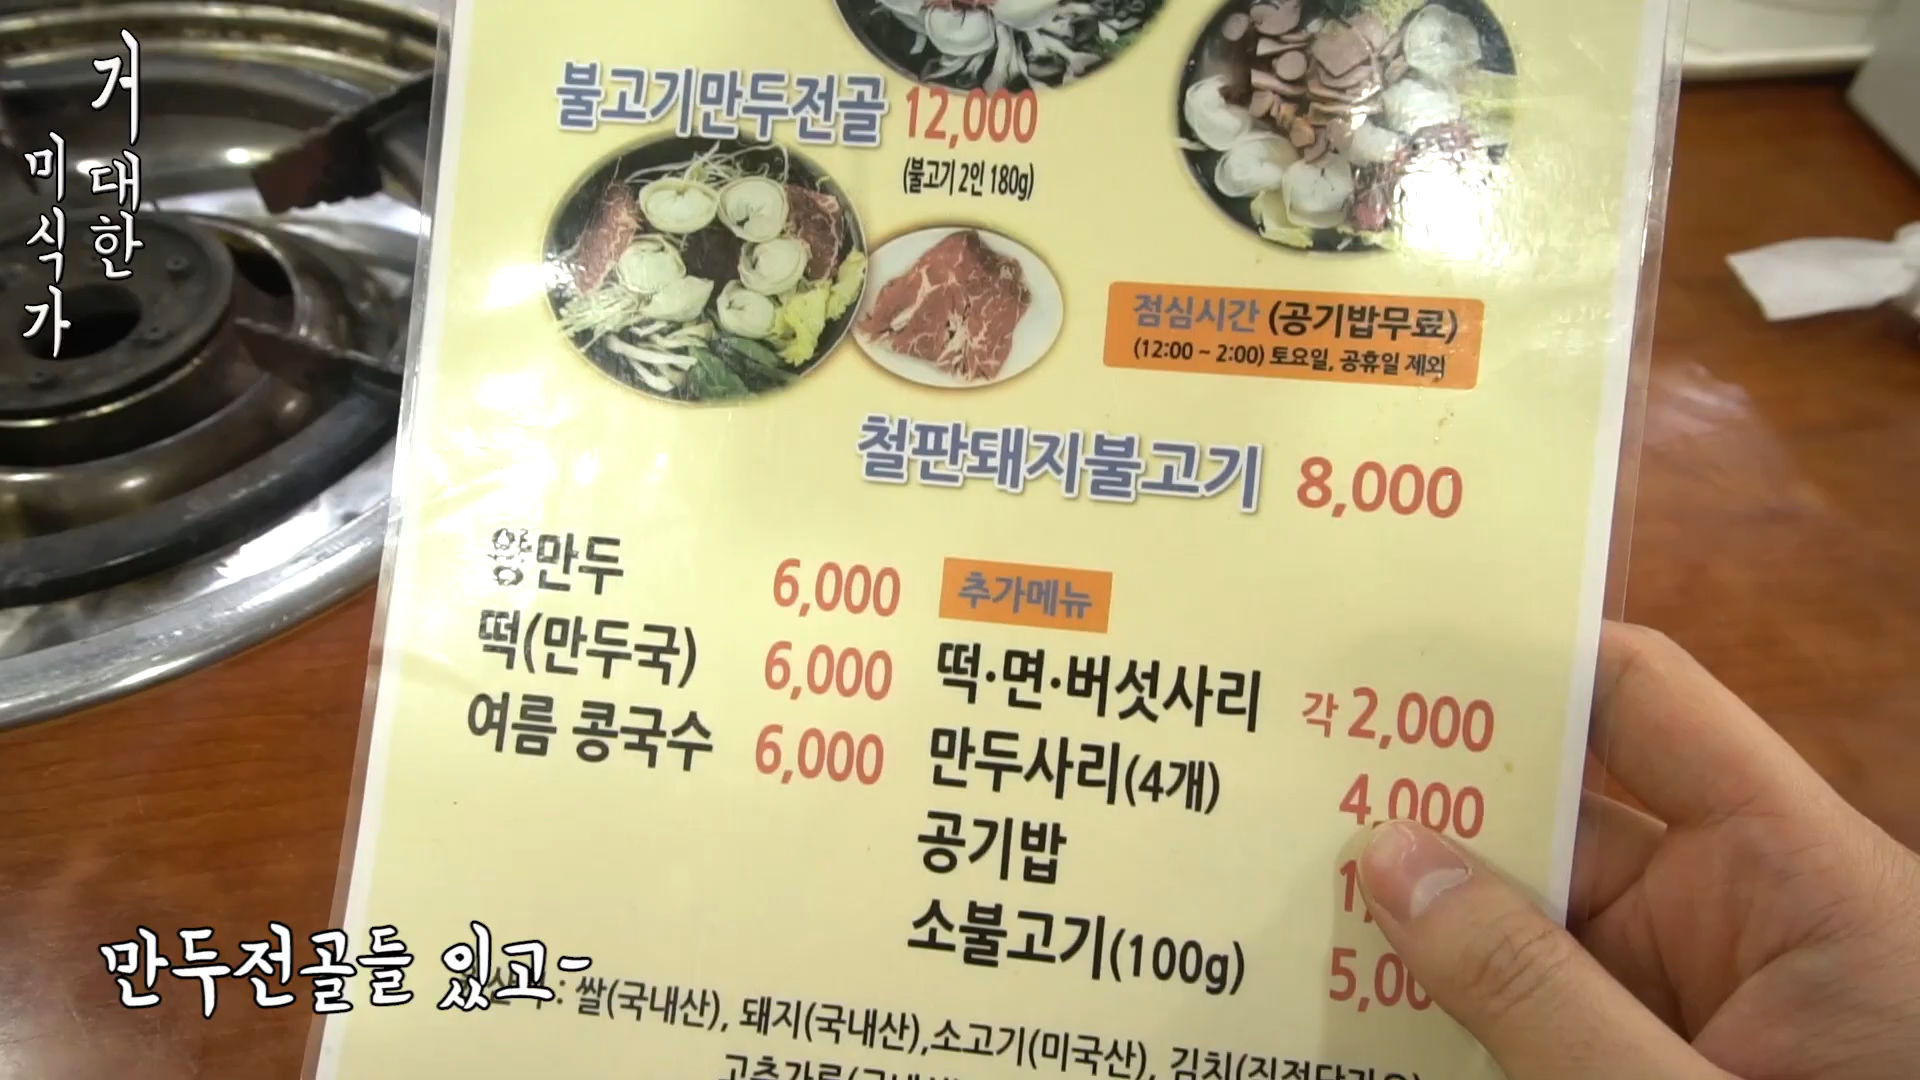 거대한
미식가
불고기만두전골 12,000
(불고기 2인 180g)
점심시간 (공기밥무료)
(12:00 ~ 2:00) 토요일, 공휴일 제외
철판돼지불고기 8,000
왕만두 6,000
떡(만두국) 6,000
여름 콩국수 6,000
추가메뉴
떡·면·버섯사리 각 2,000
만두사리(4개) 4,000
공기밥
소불고기(100g)
: 쌀(국내산), 돼지(국내산),소고기(미국산),
만두전골들 있고-